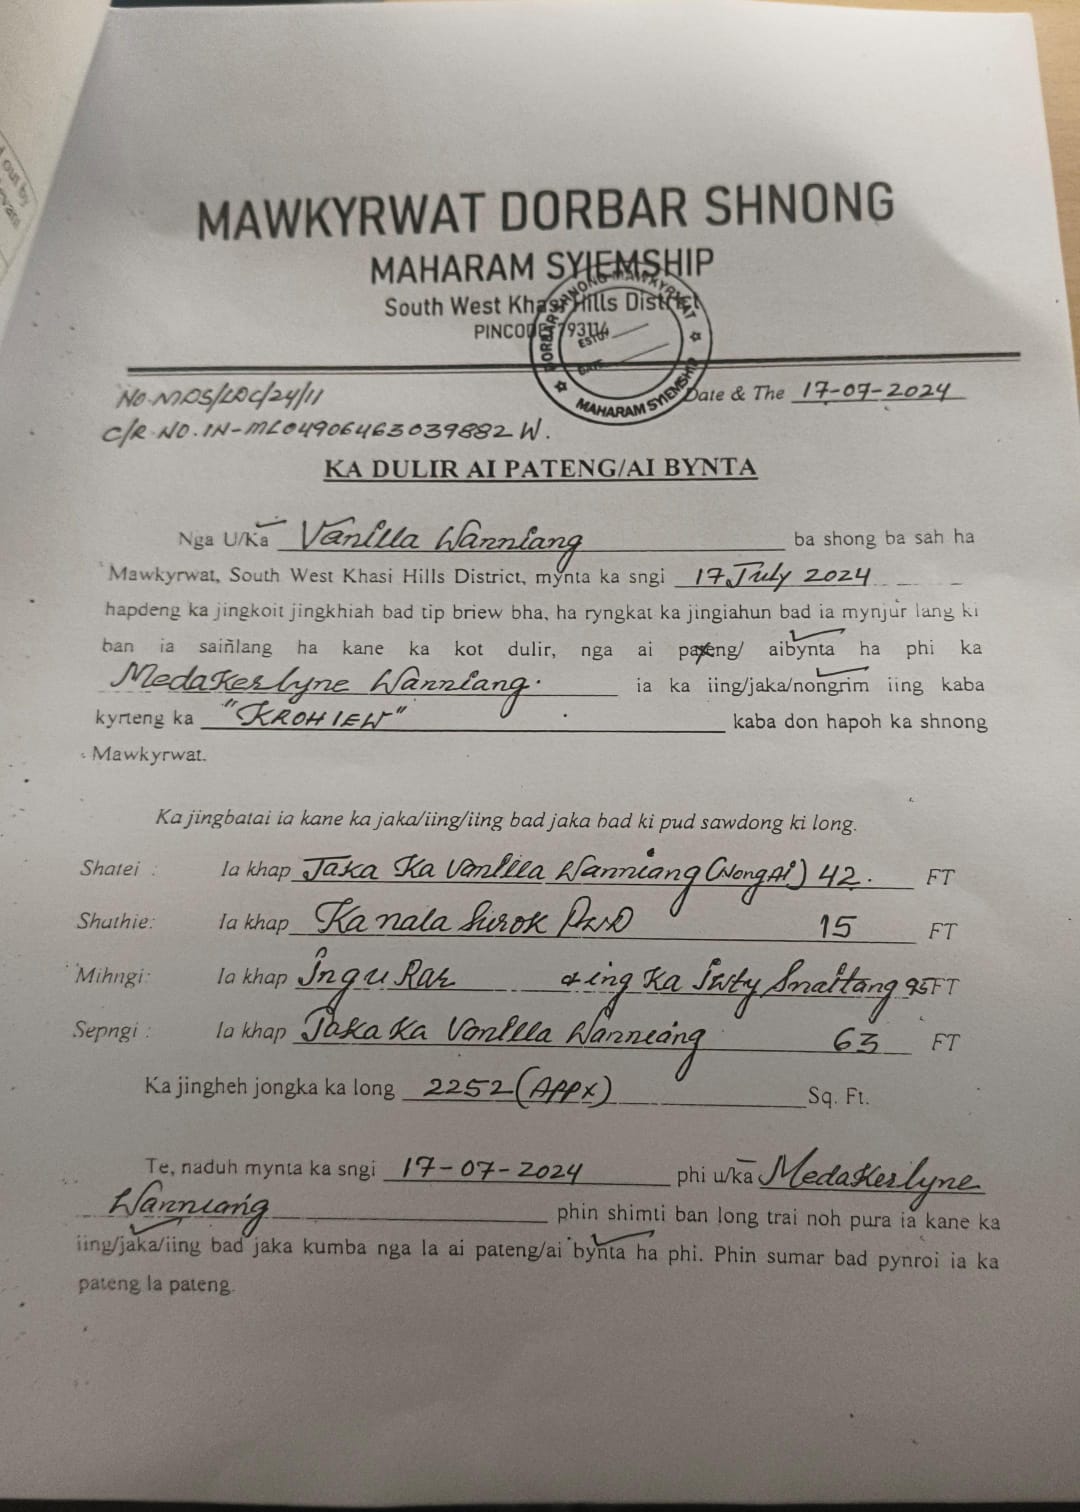 MAWKYRWAT DORBAR SHNONG
MAHARAM SYIEMSHIP
South West Khasi Hills District
PINCODE 793114
DORBAR SHNONG MAWKYRWAT
ESTD.
DATE
MAHARAM SYIEMSHIP
NO.MDS/LDC/24/11
Date & The 17-07-2024
C/R.NO.IN-ML04906463039882W.
KA DULIR AI PATENG/AI BYNTA
Nga U/Ka Vanilla Wanniang ba shong ba sah ha
Mawkyrwat, South West Khasi Hills District, mynta ka sngi 17 July 2024
hapdeng ka jingkoit jingkhiah bad tip briew bha, ha ryngkat ka jingiahun bad ia mynjur lang ki
ban ia saiñlang ha kane ka kot dulir, nga ai pateng/ aibynta ha phi ka
Medakerlyne Wanniang. ia ka iing/jaka/nongrim iing kaba
kyrteng ka "KROHIEW" kaba don hapoh ka shnong
Mawkyrwat.
Ka jingbatai ia kane ka jaka/iing/iing bad jaka bad ki pud sawdong ki long.
Shatei : Ia khap Jaka Ka Vanilla Wanniang (NongAi) 42. FT
Shathie: Ia khap Ka nala Surok PWD 15 FT
Mihngi: Ia khap Ingu Rar & ing Ka Snaitang 95FT
Sepngi : Ia khap Jaka Ka Vanilla Wanniang 63 FT
Ka jingheh jongka ka long 2252 (APPX) Sq. Ft.
Te, naduh mynta ka sngi 17-07-2024 phi u/ka Medakerlyne
Wanniang phin shimti ban long trai noh pura ia kane ka
iing/jaka/iing bad jaka kumba nga la ai pateng/ai bynta ha phi. Phin sumar bad pynroi ia ka
pateng la pateng.